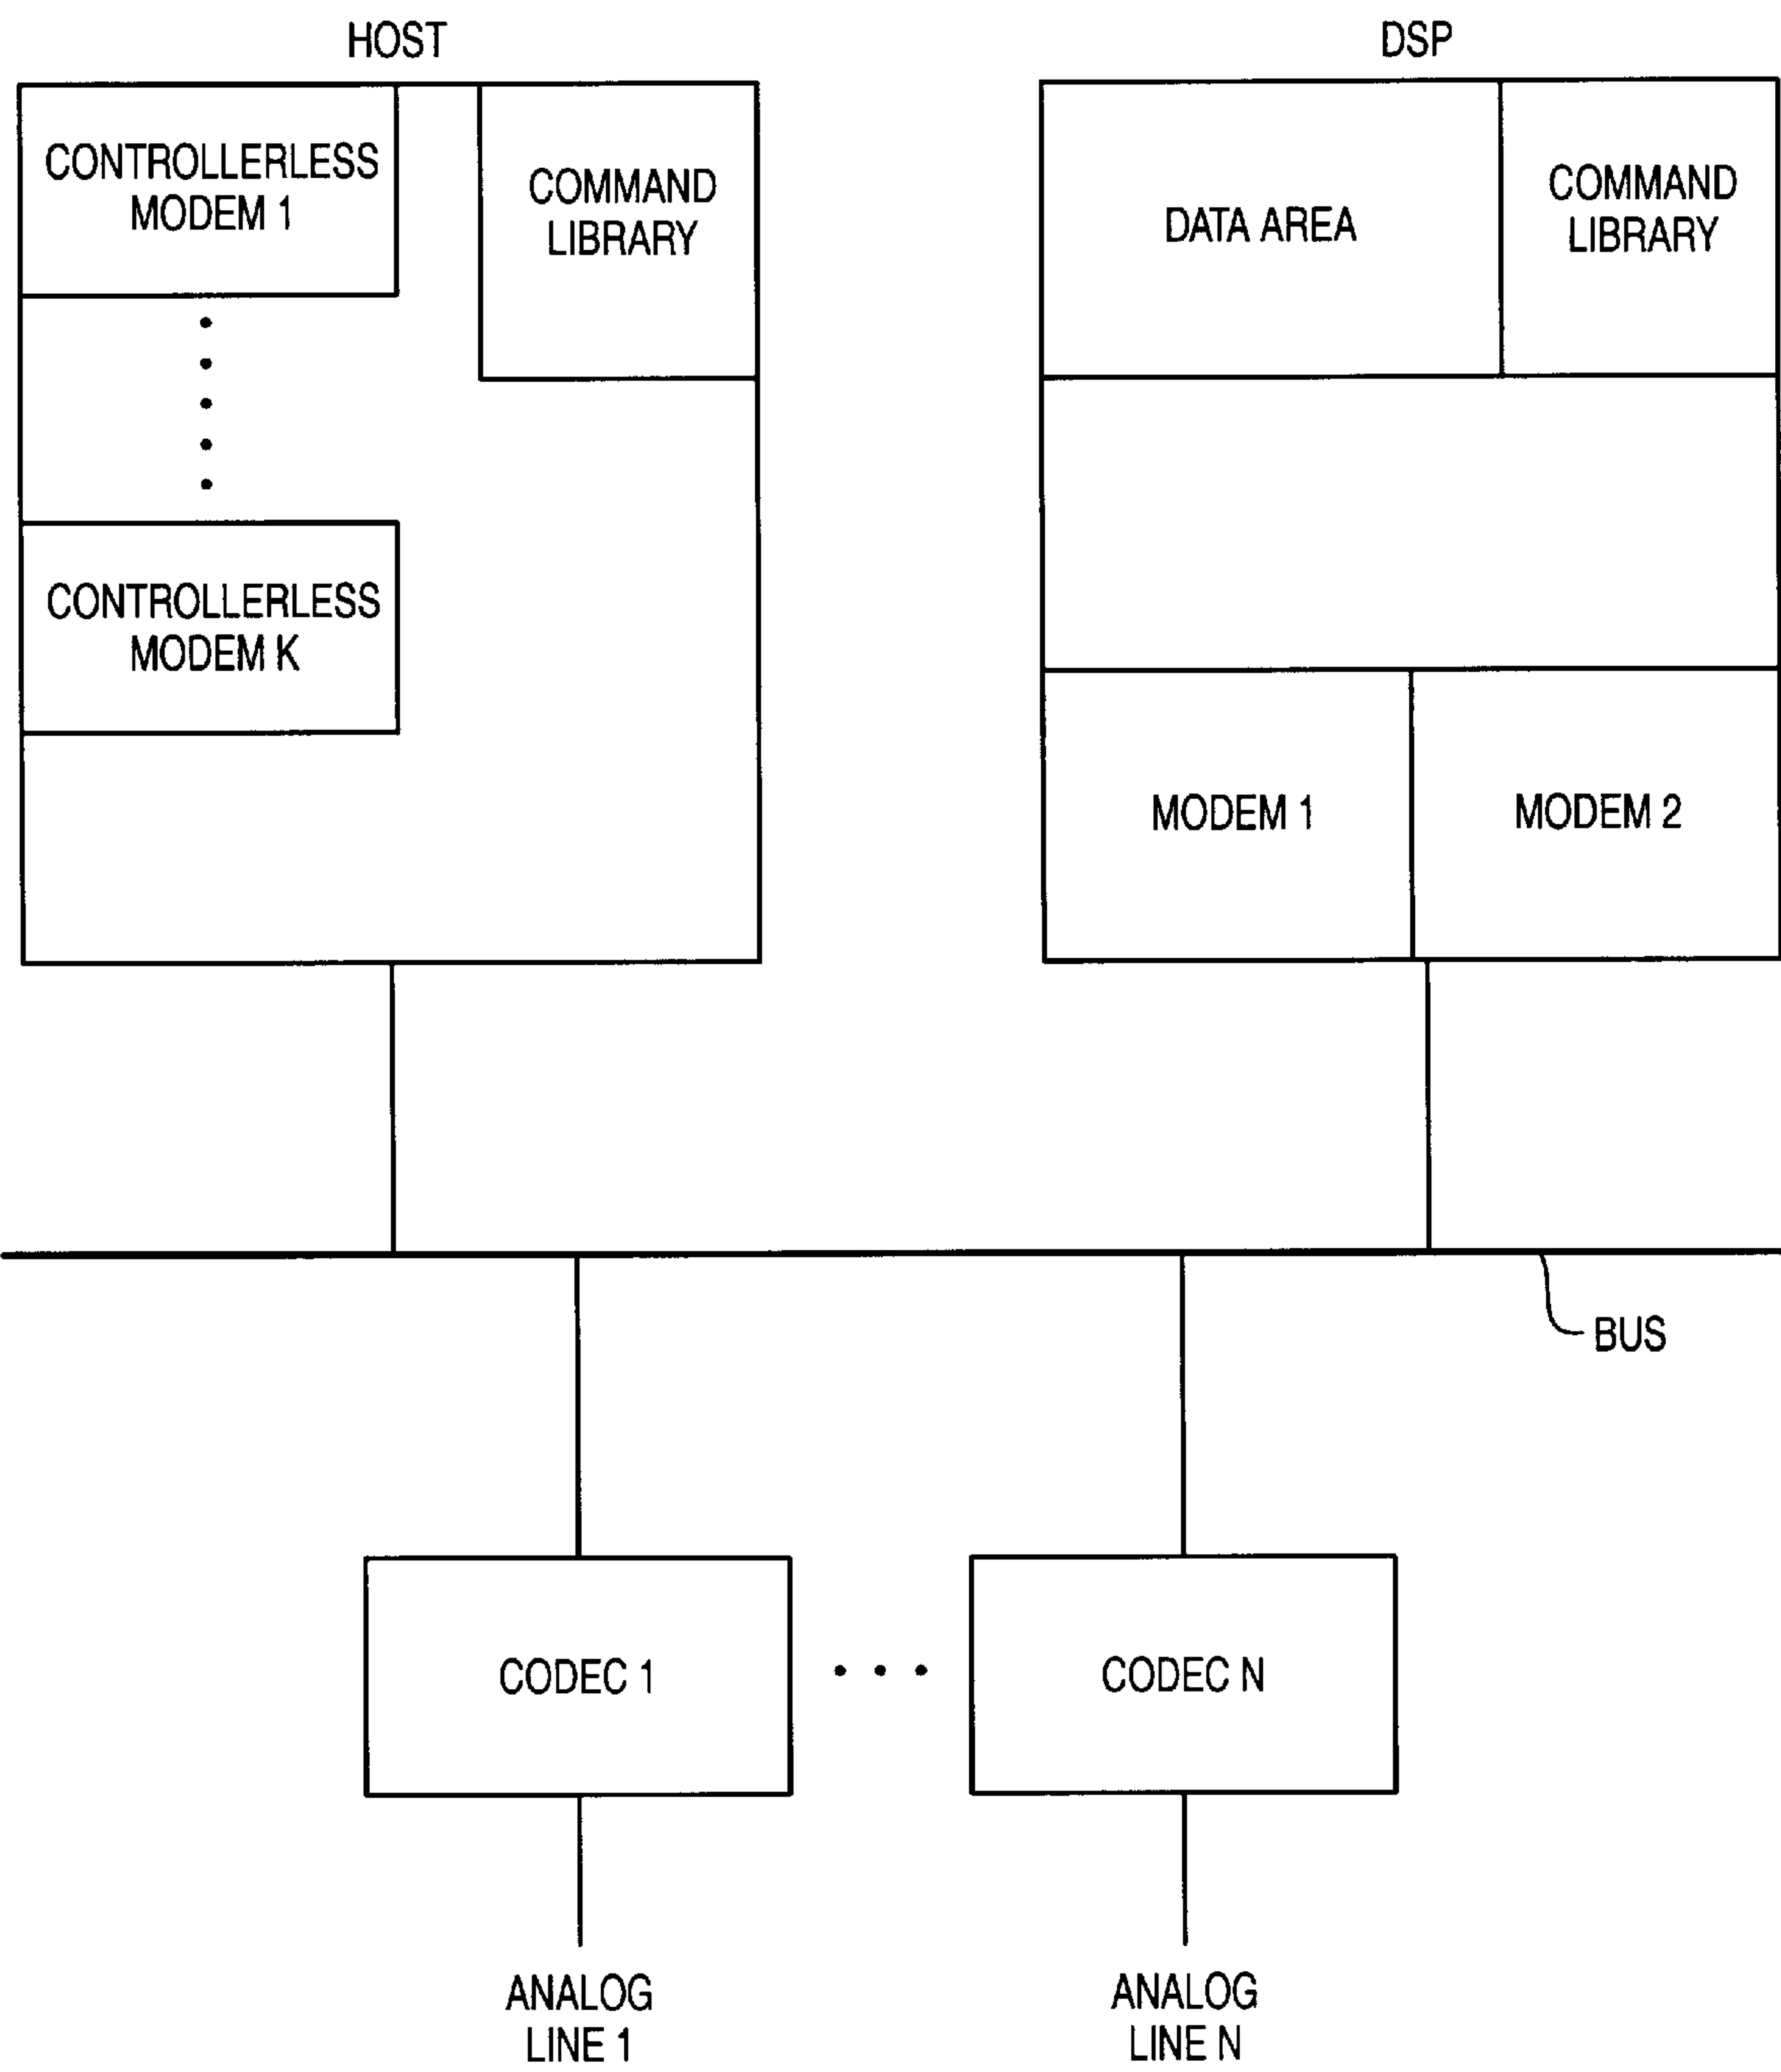 HOST
DSP
CONTROLLERLESS
MODEM 1
COMMAND
LIBRARY
DATA AREA
COMMAND
LIBRARY
CONTROLLERLESS
MODEM K
MODEM 1
MODEM 2
BUS
CODEC 1
CODEC N
ANALOG
LINE 1
ANALOG
LINE N